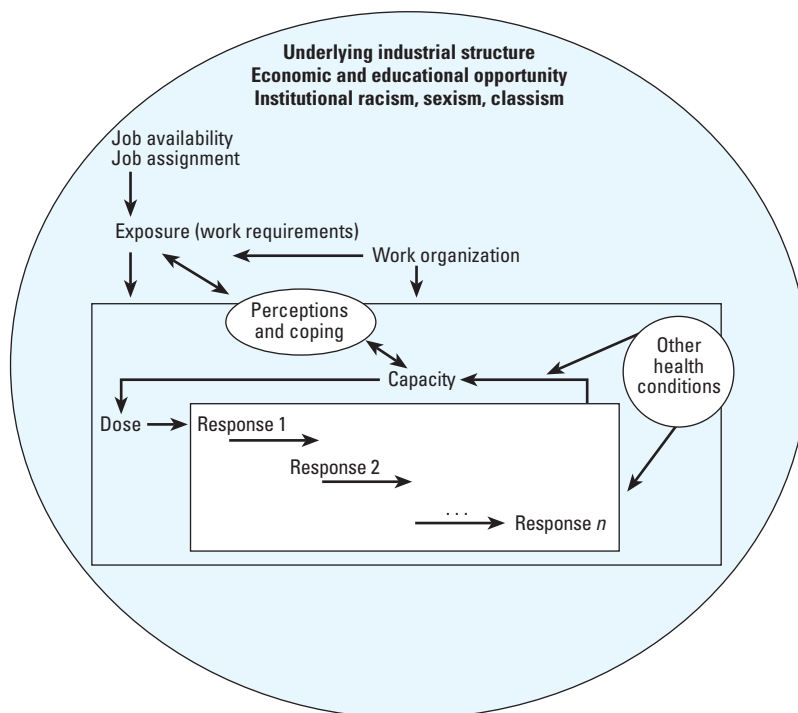 Underlying industrial structure
Economic and educational opportunity
Institutional racism, sexism, classism
Job availability
Job assignment
Exposure (work requirements)
Work organization
Perceptions
and coping
Other
health
conditions
Capacity
Dose
Response 1
Response 2
. . .
Response n